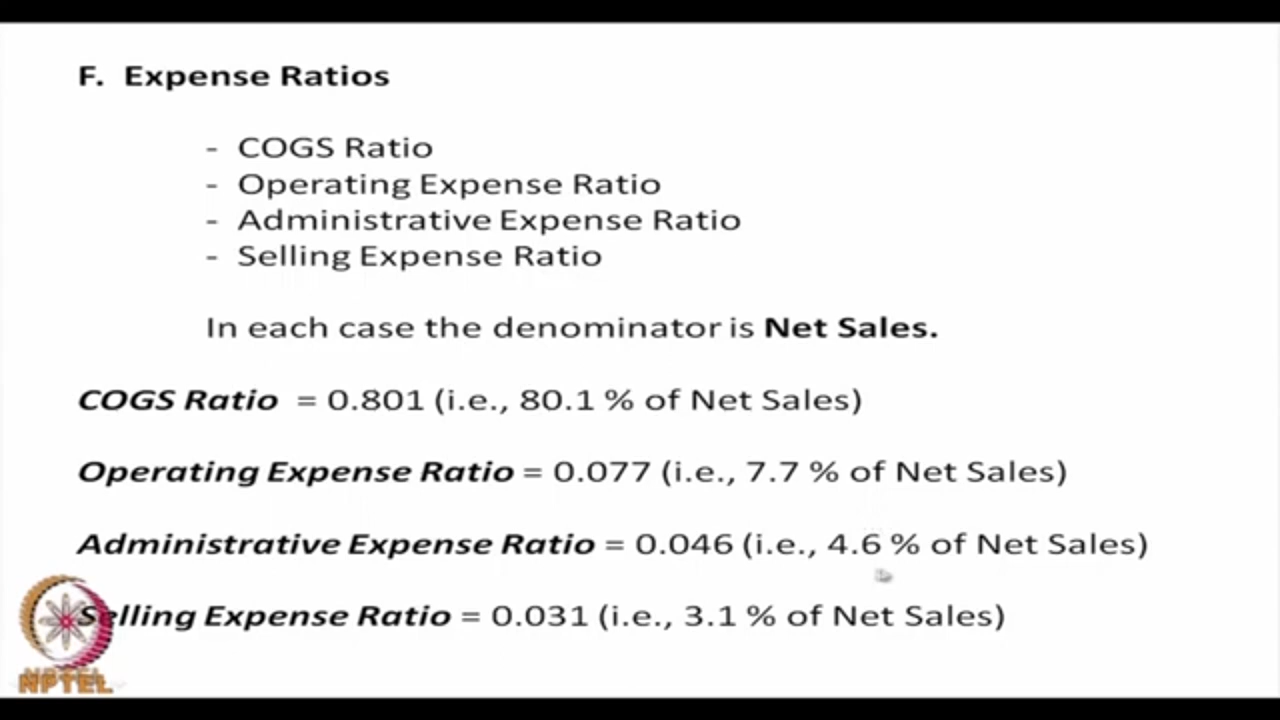 F. Expense Ratios
- COGS Ratio
- Operating Expense Ratio
- Administrative Expense Ratio
- Selling Expense Ratio
In each case the denominator is Net Sales.
COGS Ratio = 0.801 (i.e., 80.1 % of Net Sales)
Operating Expense Ratio = 0.077 (i.e., 7.7 % of Net Sales)
Administrative Expense Ratio = 0.046 (i.e., 4.6 % of Net Sales)
Selling Expense Ratio = 0.031 (i.e., 3.1 % of Net Sales)
NPTEL